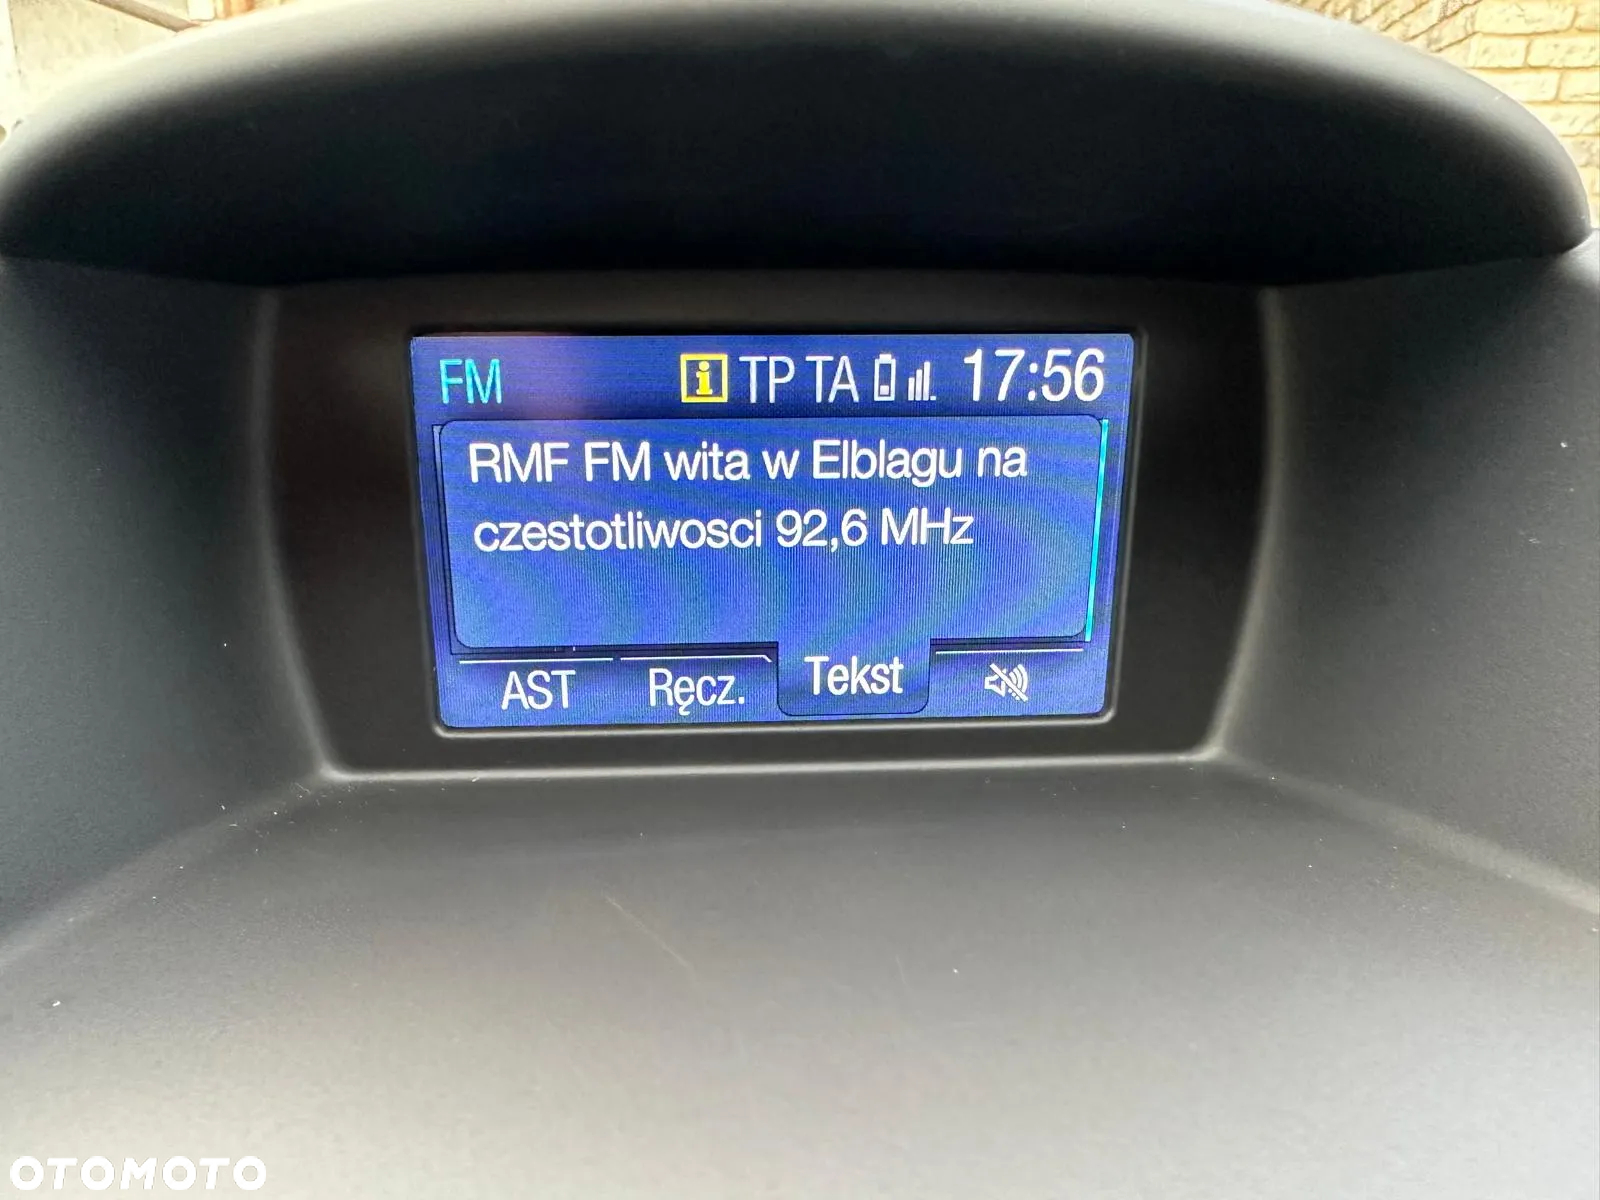 FM i TP TA 17:56
RMF FM wita w Elblagu na
czestotliwosci 92,6 MHz
AST Ręcz. Tekst
OTOMOTO